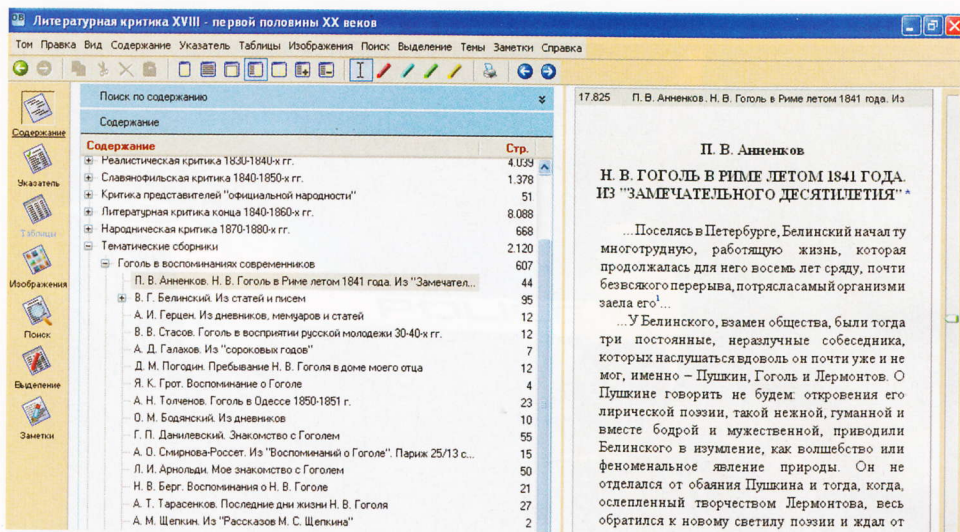 Литературная критика XVIII - первой половины XX веков
Том Правка Вид Содержание Указатель Таблицы Изображения Поиск Выделение Темы Заметки Справка
Содержание
Указатель
Таблицы
Изображения
Поиск
Выделение
Заметки
Поиск по содержанию
Содержание
Содержание Стр.
Реалистическая критика 1830-1840-х гг. 4.039
Славянофильская критика 1840-1850-х гг. 1.378
Критика представителей "официальной народности" 51
Литературная критика конца 1840-1860-х гг. 8.088
Народническая критика 1870-1880-х гг. 668
Тематические сборники 2.120
Гоголь в воспоминаниях современников 607
П. В. Анненков. Н. В. Гоголь в Риме летом 1841 года. Из "Замечател... 44
В. Г. Белинский. Из статей и писем 95
А. И. Герцен. Из дневников, мемуаров и статей 12
В. В. Стасов. Гоголь в восприятии русской молодежи 30-40-х гг. 12
А. Д. Галахов. Из "сороковых годов" 7
Д. М. Погодин. Пребывание Н. В. Гоголя в доме моего отца 12
Я. К. Грот. Воспоминание о Гоголе 4
А. Н. Толченов. Гоголь в Одессе 1850-1851 г. 23
О. М. Бодянский. Из дневников 10
Г. П. Данилевский. Знакомство с Гоголем 55
А. О. Смирнова-Россет. Из "Воспоминаний о Гоголе". Париж 25/13 с... 15
Л. И. Арнольди. Мое знакомство с Гоголем 50
Н. В. Берг. Воспоминания о Н. В. Гоголе 21
А. Т. Тарасенков. Последние дни жизни Н. В. Гоголя 27
А. М. Щепкин. Из "Рассказов М. С. Щепкина" 2
17.825 П. В. Анненков. Н. В. Гоголь в Риме летом 1841 года. Из
П. В. Анненков
Н. В. ГОГОЛЬ В РИМЕ ЛЕТОМ 1841 ГОДА.
ИЗ "ЗАМЕЧАТЕЛЬНОГО ДЕСЯТИЛЕТИЯ" *
...Поселясь в Петербурге, Белинский начал ту
многотрудную, работящую жизнь, которая
продолжалась для него восемь лет сряду, почти
без всякого перерыва, потрясла самый организм и
заела его1...
...У Белинского, взамен общества, были тогда
три постоянные, неразлучные собеседника,
которых наслушаться вдоволь он почти уже и не
мог, именно – Пушкин, Гоголь и Лермонтов. О
Пушкине говорить не будем: откровения его
лирической поэзии, такой нежной, гуманной и
вместе бодрой и мужественной, приводили
Белинского в изумление, как волшебство или
феноменальное явление природы. Он не
отделался от обаяния Пушкина и тогда, когда,
ослепленный творчеством Лермонтова, весь
обратился к новому светилу поэзии и ждал от